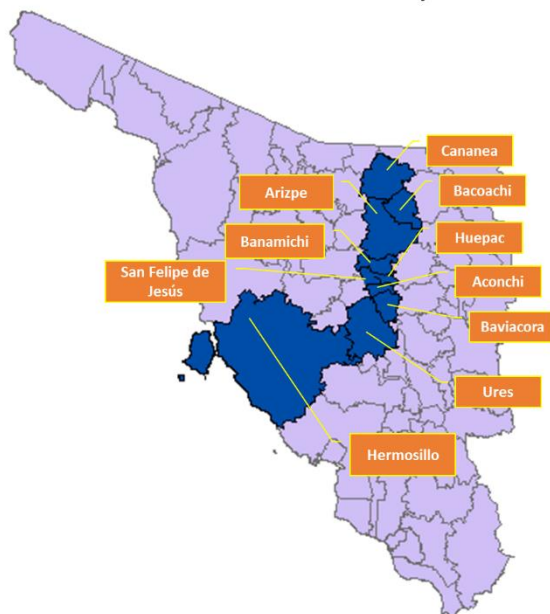 Cananea
Arizpe
Bacoachi
Banamichi
Huepac
San Felipe de
Jesús
Aconchi
Baviacora
Ures
Hermosillo